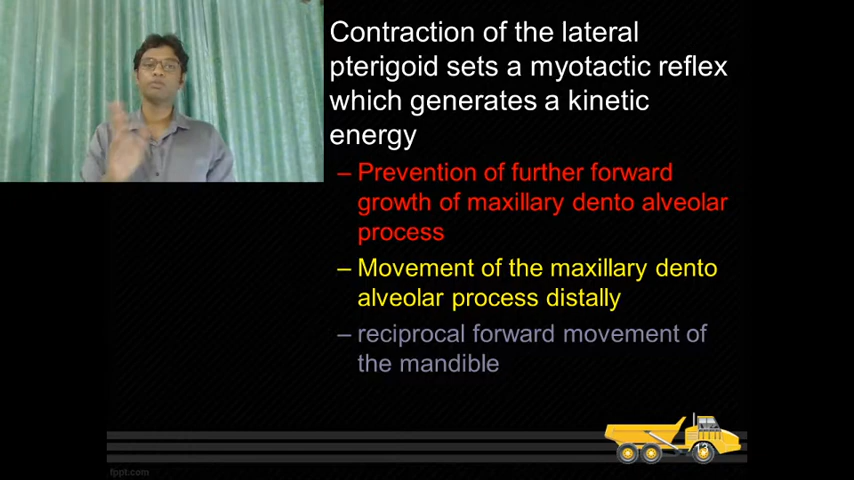 Contraction of the lateral
pterigoid sets a myotactic reflex
which generates a kinetic
energy
– Prevention of further forward
growth of maxillary dento alveolar
process
– Movement of the maxillary dento
alveolar process distally
– reciprocal forward movement of
the mandible
13
fppt.com